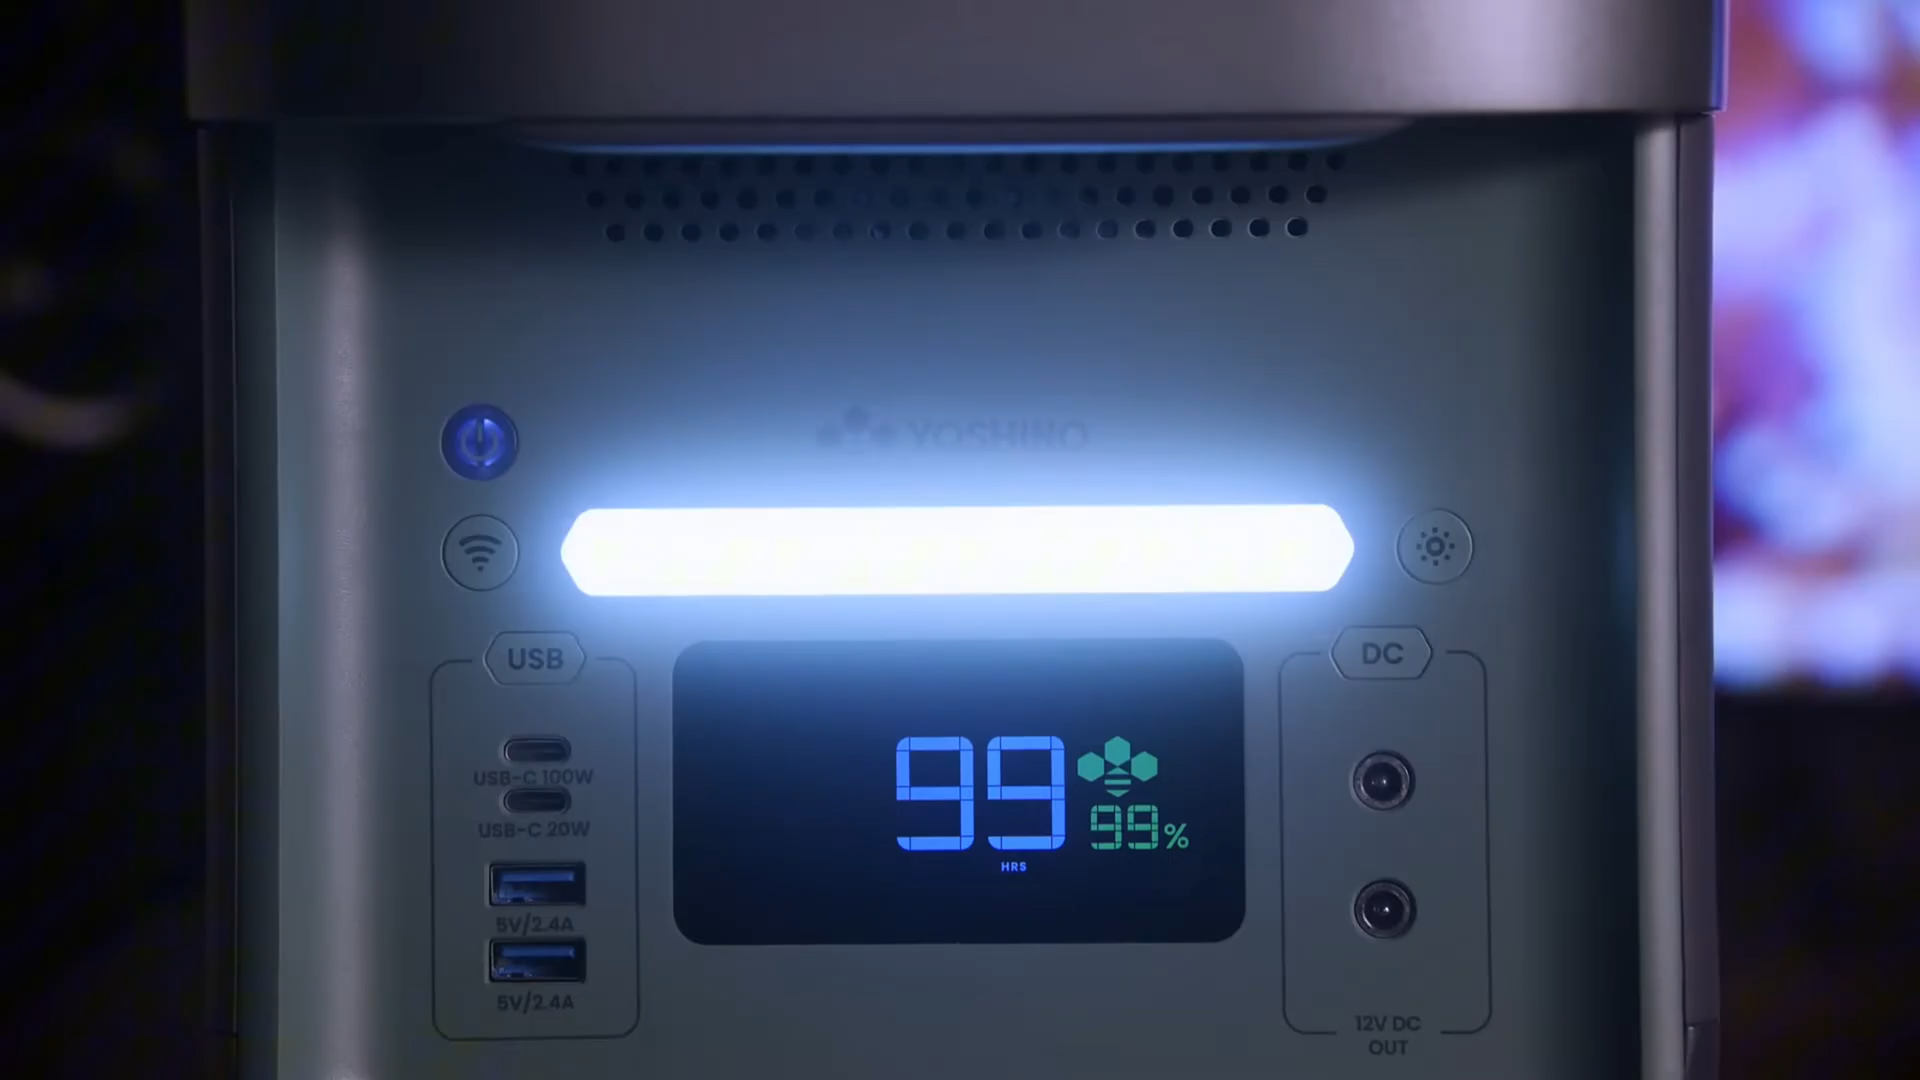 YOSHINO
USB
DC
USB-C 100W
USB-C 20W
5V/2.4A
5V/2.4A
99
HRS
99%
12V DC
OUT